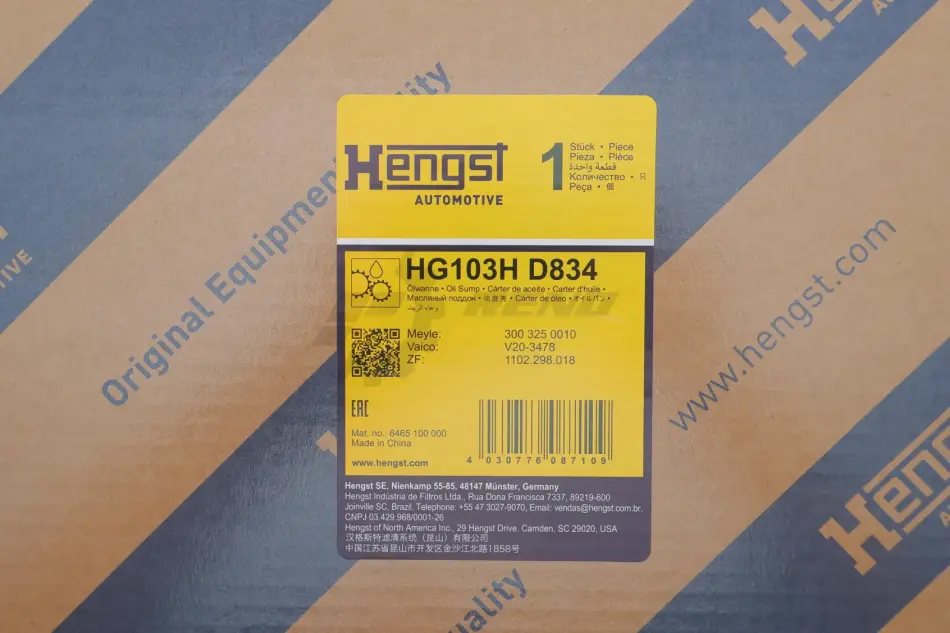 Hengst
AUTOMOTIVE
1
Stück • Piece
Pieza • Pièce
قطعة واحدة
Количество • Я
Peça • 個
HG103H D834
Ölwanne • Oil Sump • Cárter de aceite • Carter d'huile •
Масляный поддон • Cárter de óleo • オイルパン •
Meyle: 300 325 0010
Vaico: V20-3478
ZF: 1102.298.018
EAC
Mat. no.: 6465 100 000
Made in China
www.hengst.com
4 030776 087109
Hengst SE, Nienkamp 55-85, 48147 Münster, Germany
Hengst Indústria de Filtros Ltda., Rua Dona Francisca 7337, 89219-600
Joinville SC, Brazil, Telephone: +55 47 3027-9070, Email: vendas@hengst.com.br.
CNPJ 03.429.968/0001-26
Hengst of North America Inc., 29 Hengst Drive. Camden, SC 29020, USA
汉格斯特滤清系统（昆山）有限公司
中国江苏省昆山市开发区金沙江北路1858号
Original Equipment Quality
www.hengst.com
Hengst